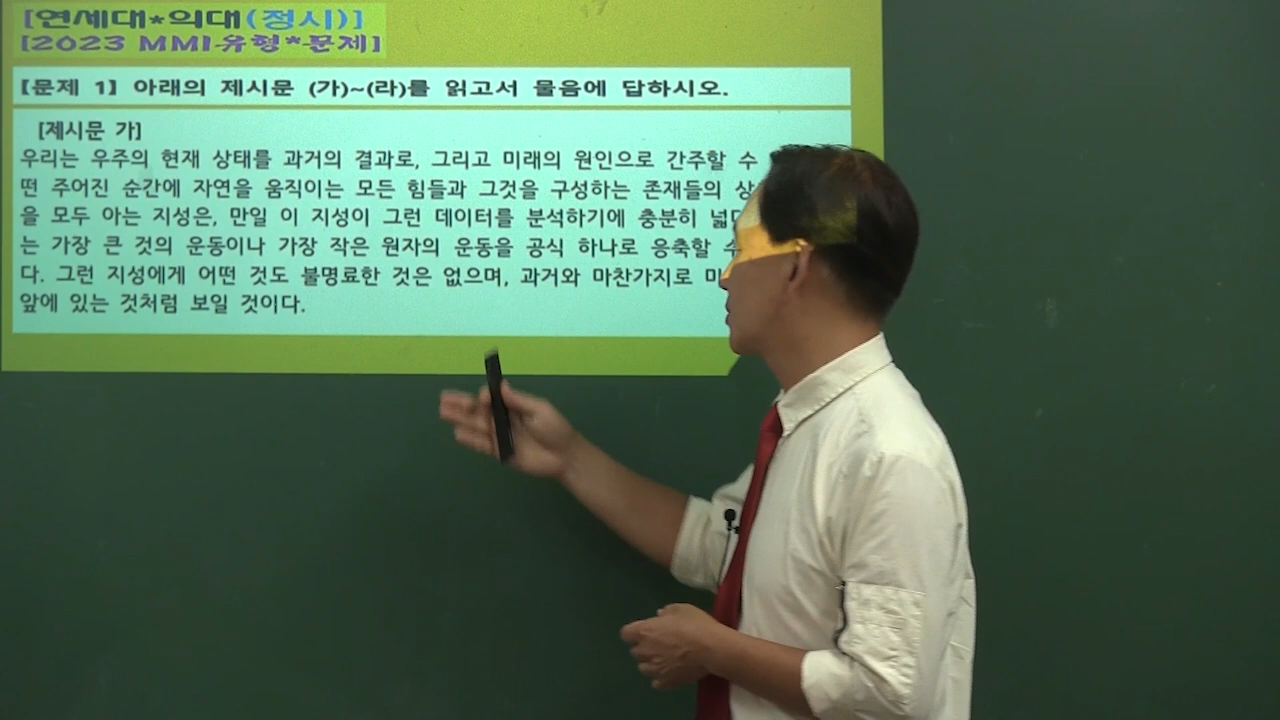 [연세대*의대(정시)]
[2023 MMI유형*문제]
[문제 1] 아래의 제시문 (가)~(라)를 읽고서 물음에 답하시오.
[제시문 가]
우리는 우주의 현재 상태를 과거의 결과로, 그리고 미래의 원인으로 간주할 수
떤 주어진 순간에 자연을 움직이는 모든 힘들과 그것을 구성하는 존재들의
을 모두 아는 지성은, 만일 이 지성이 그런 데이터를 분석하기에 충분히
는 가장 큰 것의 운동이나 가장 작은 원자의 운동을 공식 하나로 응축할
다. 그런 지성에게 어떤 것도 불명료한 것은 없으며, 과거와 마찬가지로
앞에 있는 것처럼 보일 것이다.